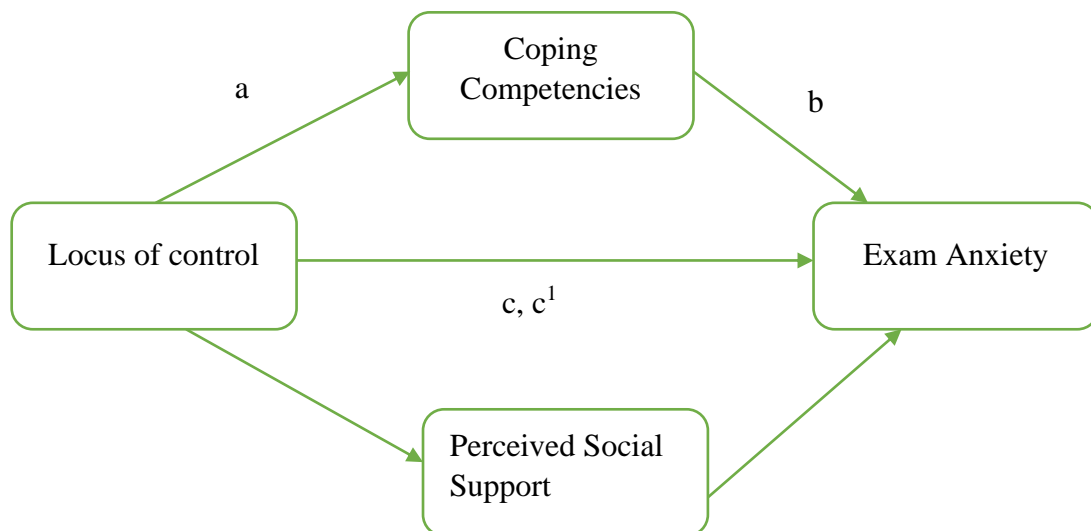 Coping
Competencies
a
b
Locus of control
Exam Anxiety
c, c¹
Perceived Social
Support